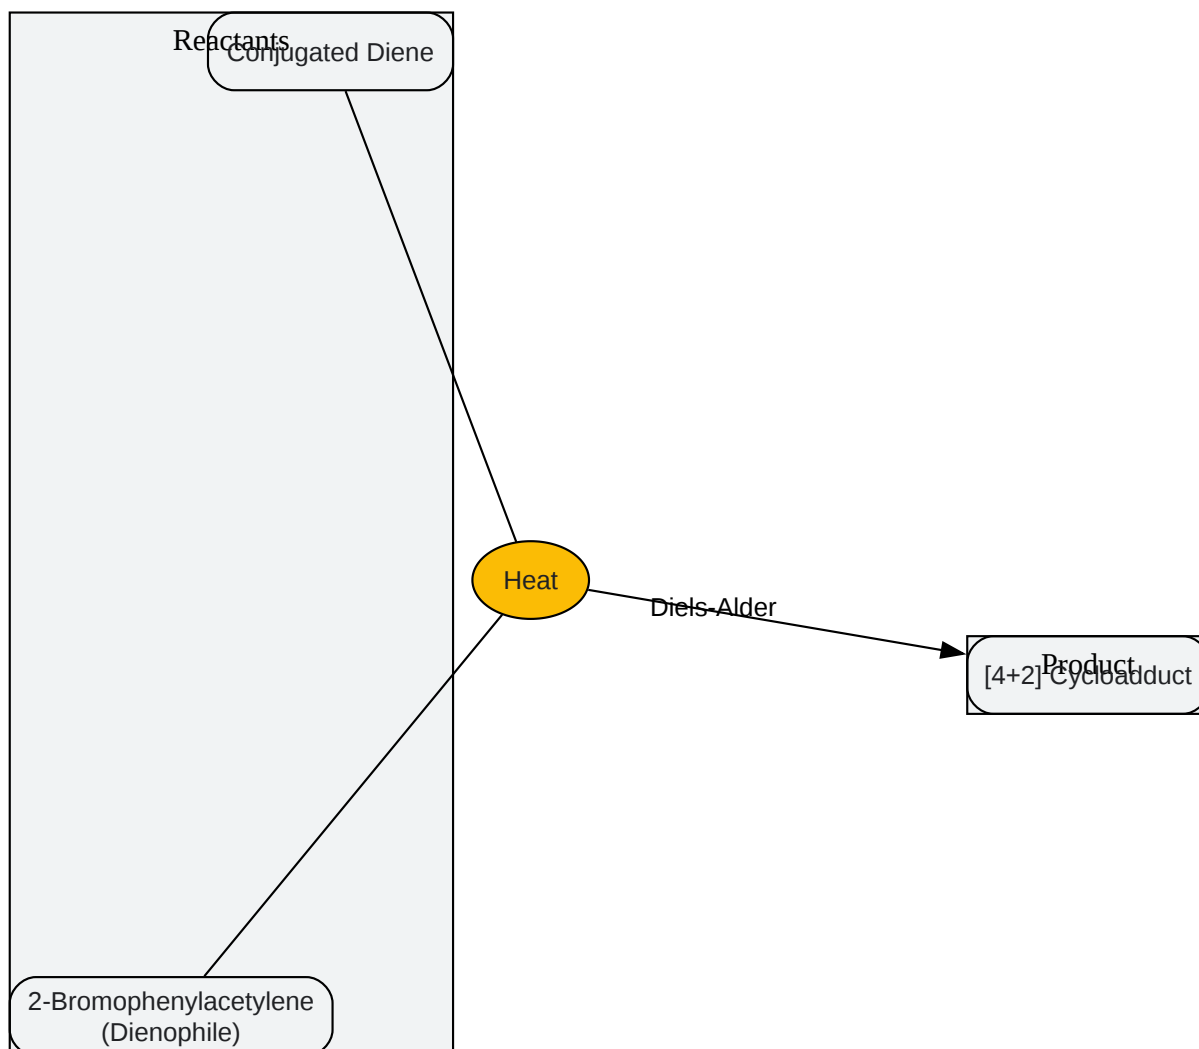 Reactants
Conjugated Diene
Heat
Diels-Alder
Product
[4+2] Cycloadduct
2-Bromophenylacetylene
(Dienophile)